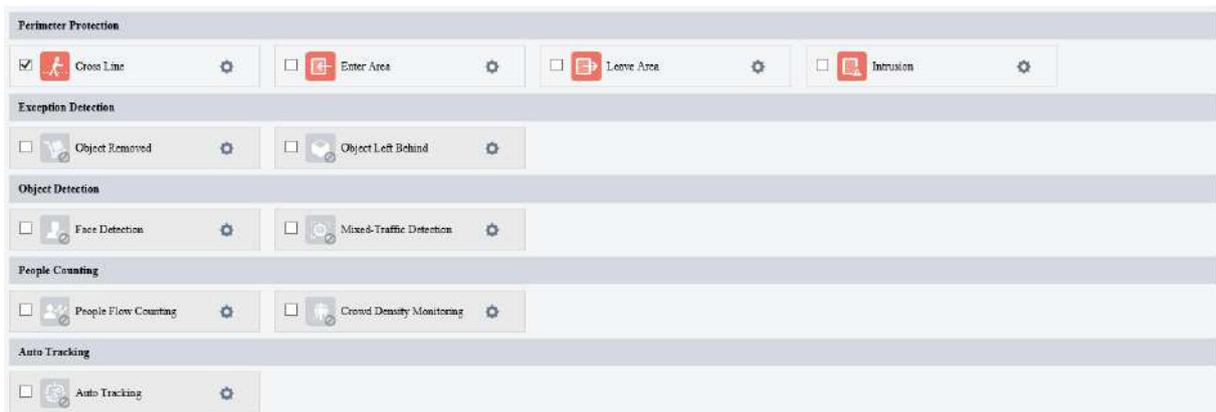 Perimeter Protection
Cross Line Enter Area Leave Area Intrusion
Exception Detection
Object Removed Object Left Behind
Object Detection
Face Detection Mixed-Traffic Detection
People Counting
People Flow Counting Crowd Density Monitoring
Auto Tracking
Auto Tracking